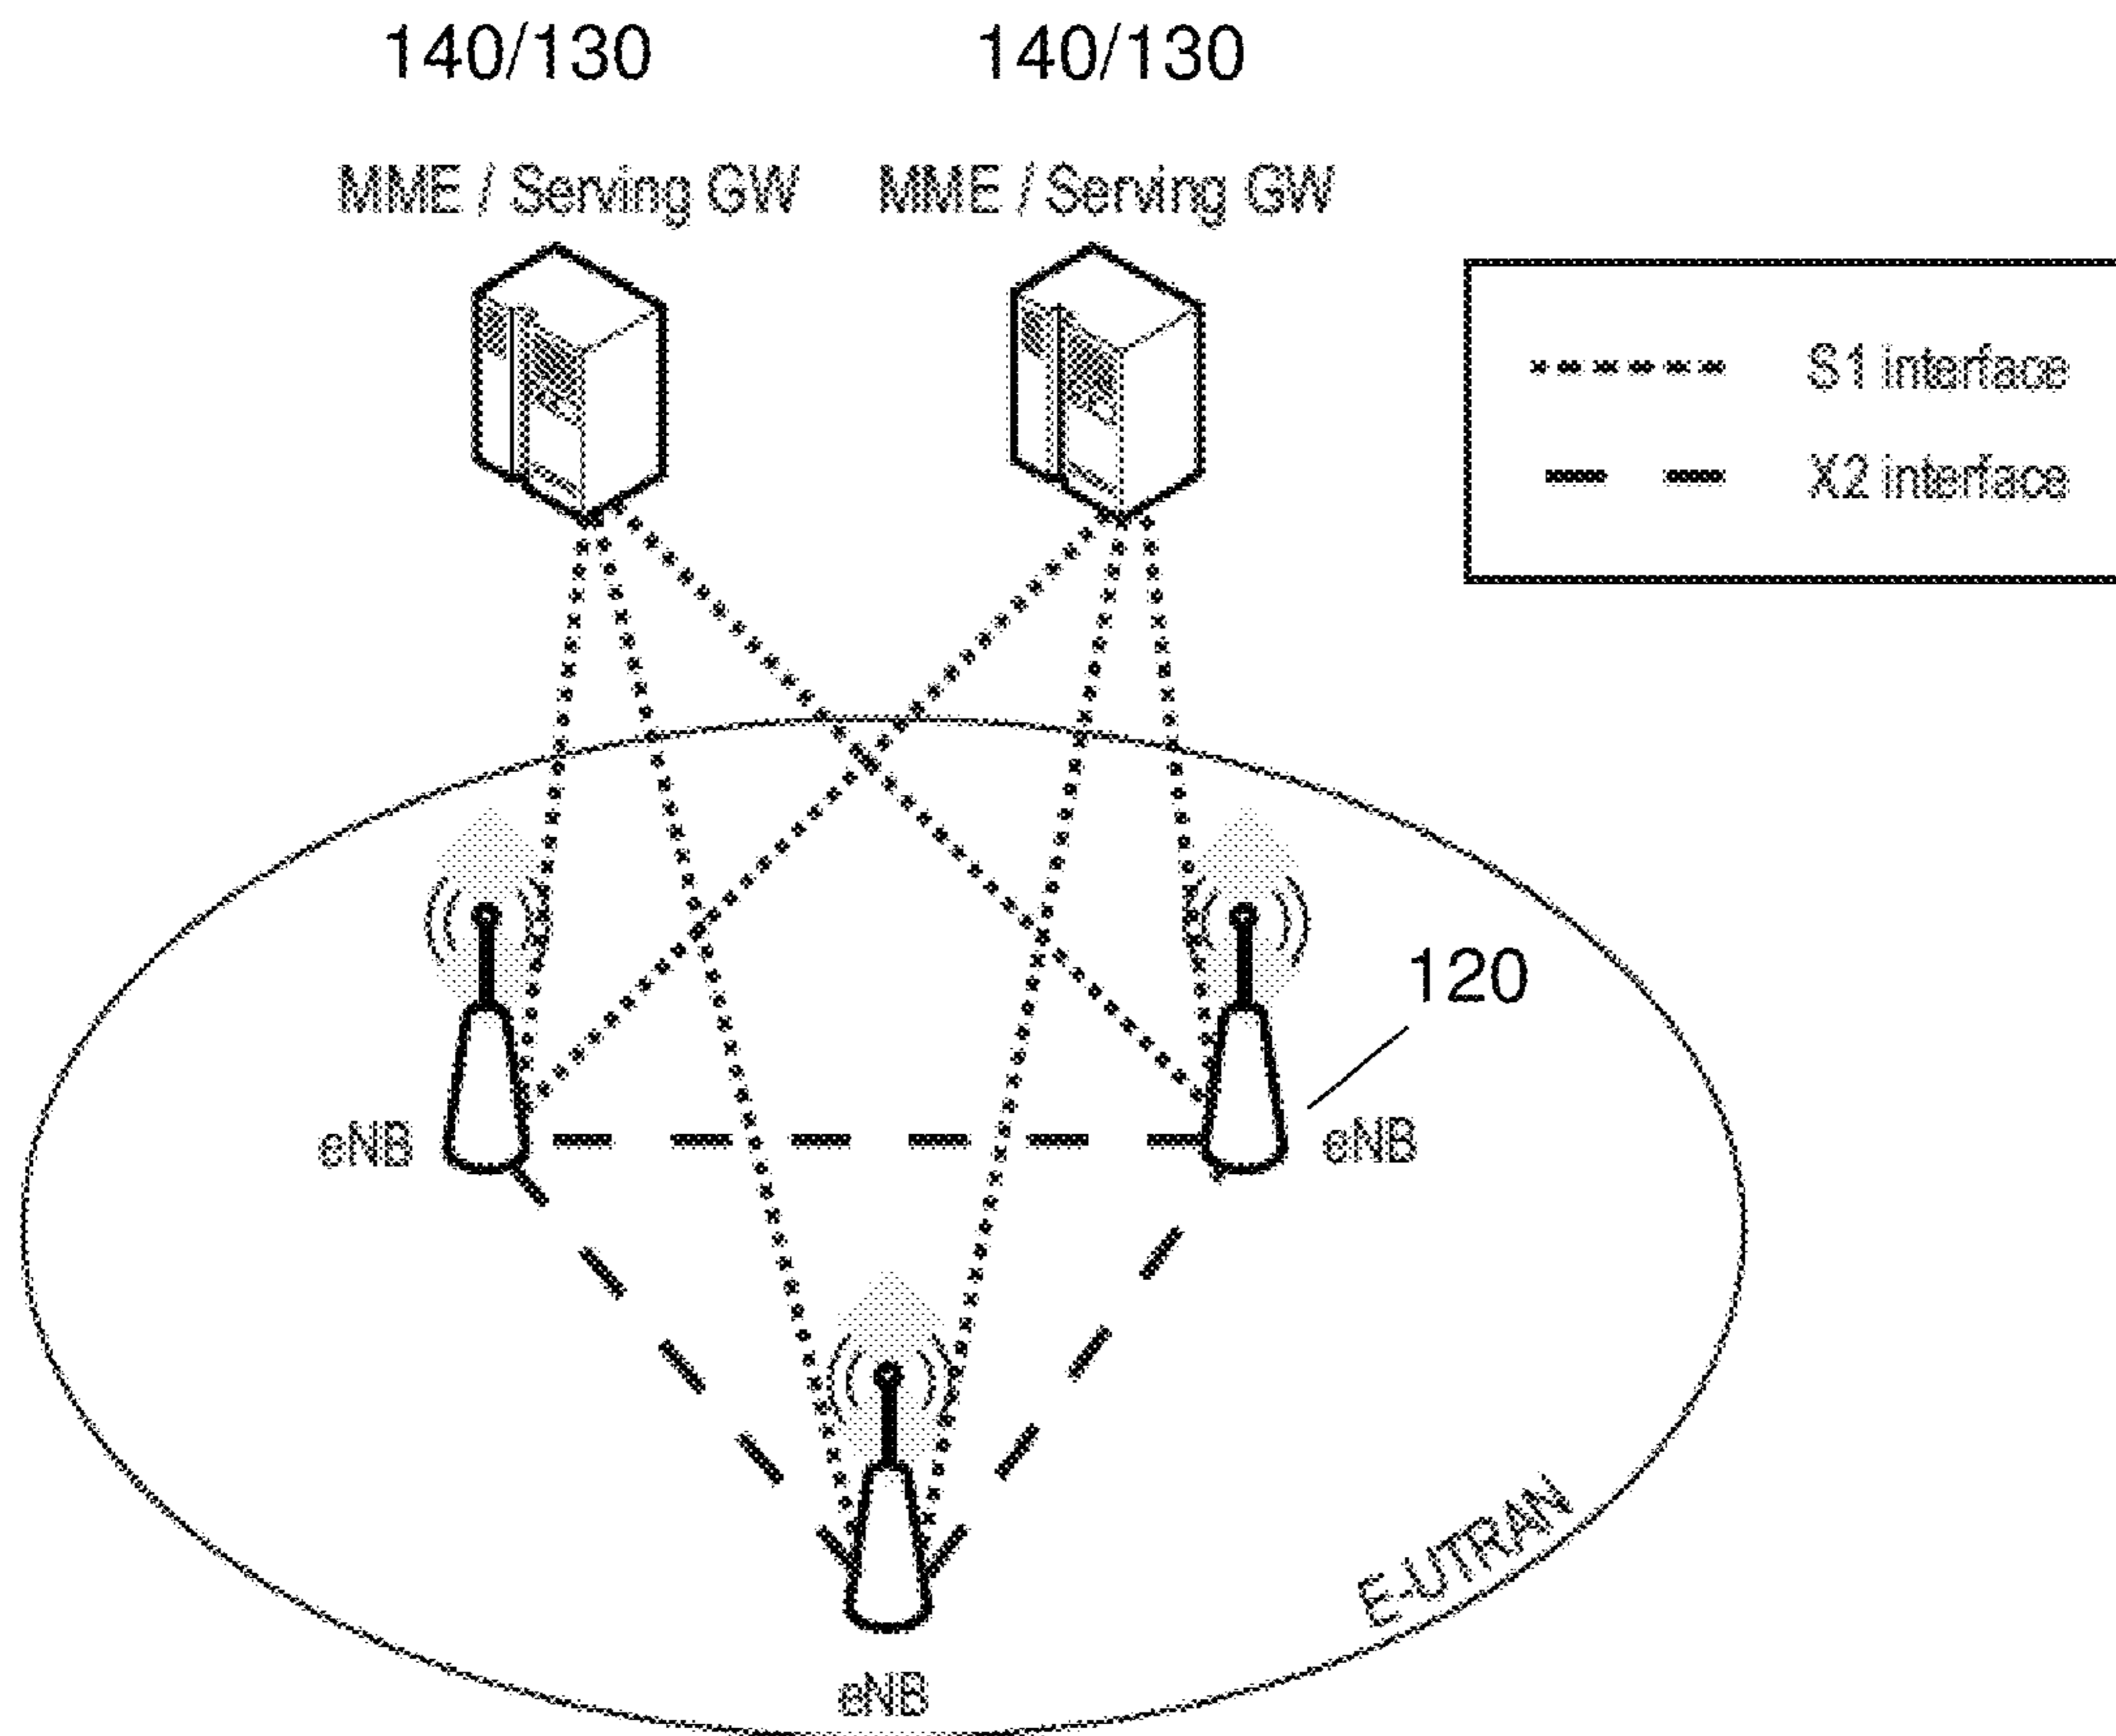 140/130 140/130
MME / Serving GW MME / Serving GW
S1 interface
X2 interface
120
eNB eNB
E-UTRAN
eNB